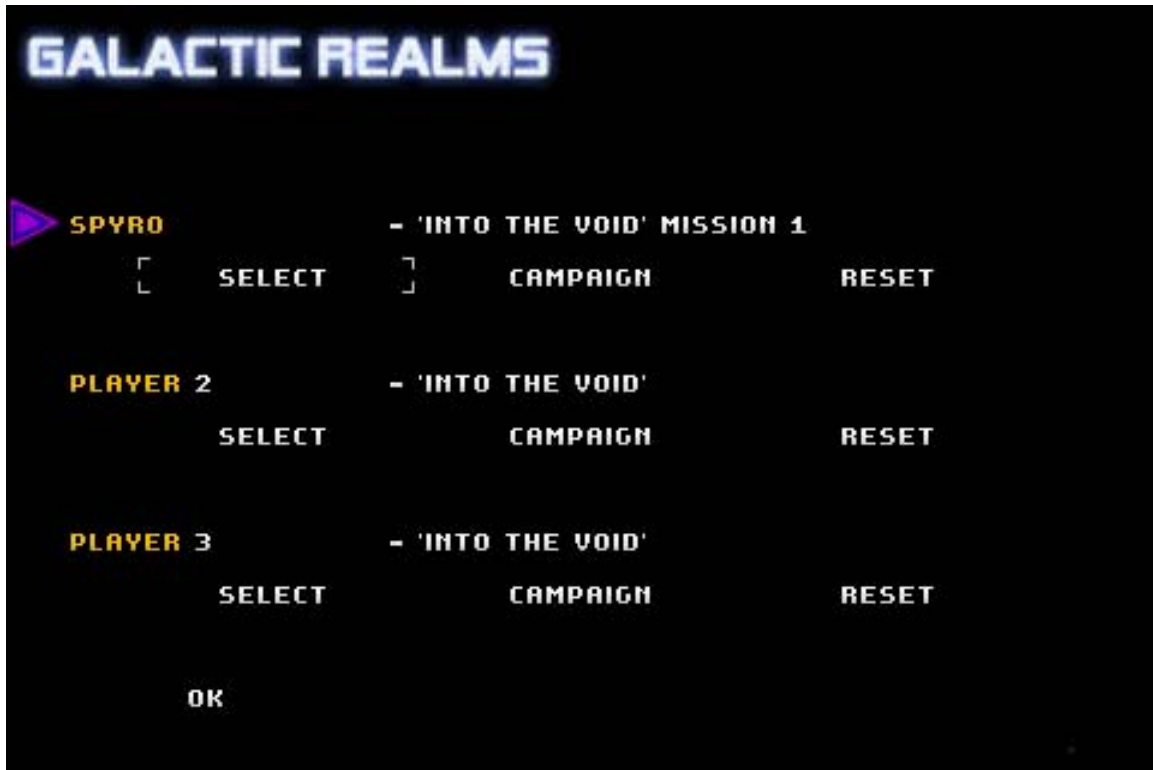 GALACTIC REALMS
SPYRO - 'INTO THE VOID' MISSION 1
SELECT CAMPAIGN RESET
PLAYER 2 - 'INTO THE VOID'
SELECT CAMPAIGN RESET
PLAYER 3 - 'INTO THE VOID'
SELECT CAMPAIGN RESET
OK